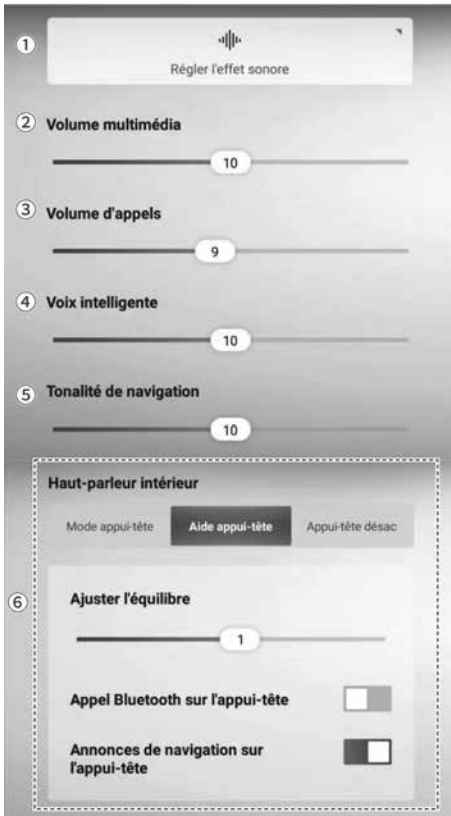 ①
Régler l'effet sonore
② Volume multimédia
10
③ Volume d'appels
9
④ Voix intelligente
10
⑤ Tonalité de navigation
10
Haut-parleur intérieur
Mode appui-tête Aide appui-tête Appui-tête désac
⑥
Ajuster l'équilibre
1
Appel Bluetooth sur l'appui-tête
Annonces de navigation sur
l'appui-tête